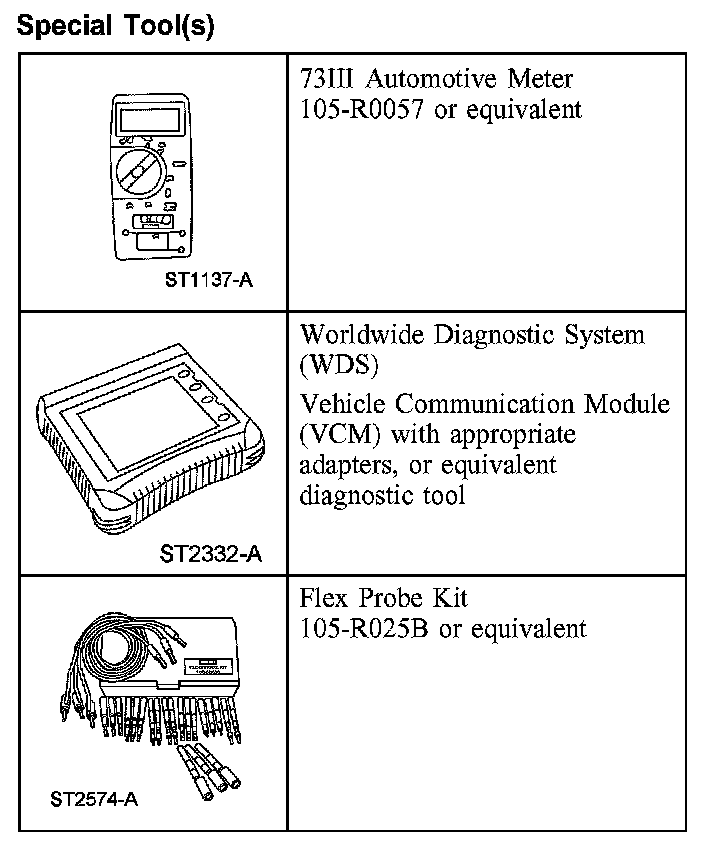 Special Tool(s)
73III Automotive Meter
105-R0057 or equivalent
ST1137-A
Worldwide Diagnostic System
(WDS)
Vehicle Communication Module
(VCM) with appropriate
adapters, or equivalent
diagnostic tool
ST2332-A
Flex Probe Kit
105-R025B or equivalent
ST2574-A